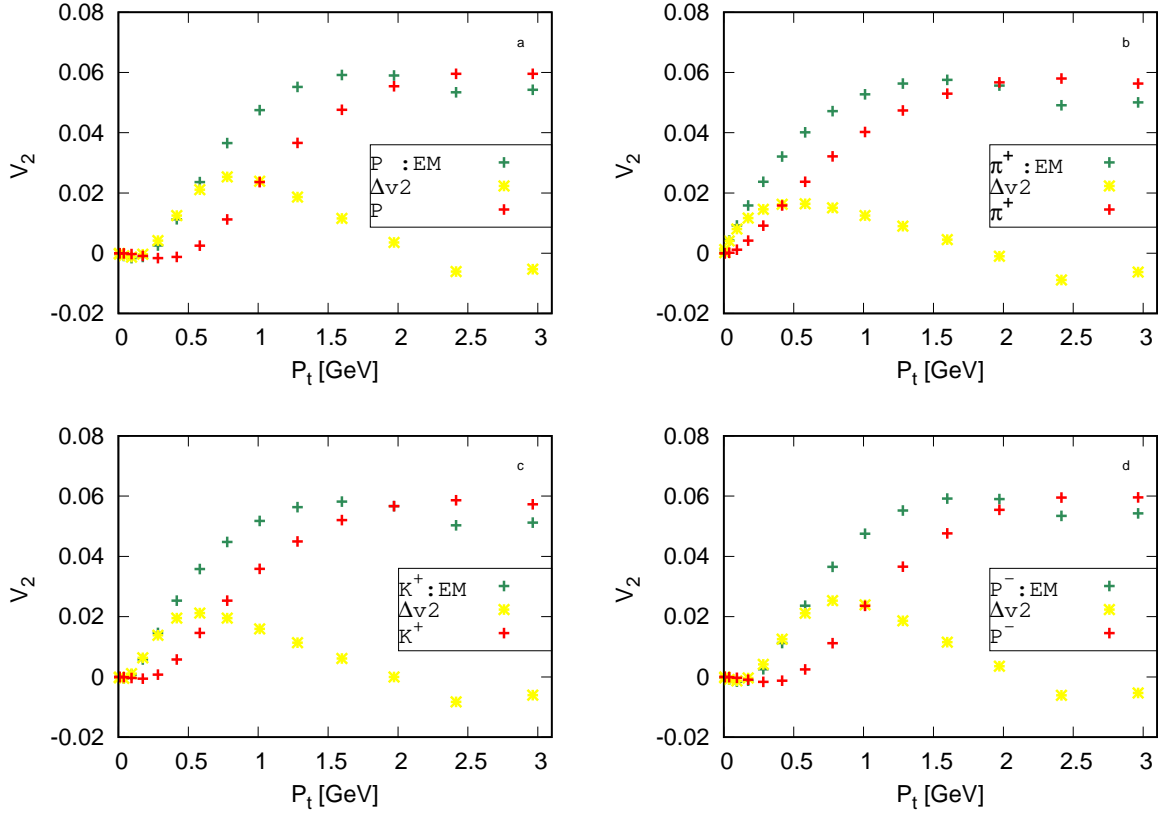 0.08
0.06
0.04
0.02
0
-0.02
V2
a
P :EM
Δv2
P
0 0.5 1 1.5 2 2.5 3
Pt [GeV]
0.08
0.06
0.04
0.02
0
-0.02
V2
b
π+ :EM
Δv2
π+
0 0.5 1 1.5 2 2.5 3
Pt [GeV]
0.08
0.06
0.04
0.02
0
-0.02
V2
c
K+:EM
Δv2
K+
0 0.5 1 1.5 2 2.5 3
Pt [GeV]
0.08
0.06
0.04
0.02
0
-0.02
V2
d
P-:EM
Δv2
P-
0 0.5 1 1.5 2 2.5 3
Pt [GeV]